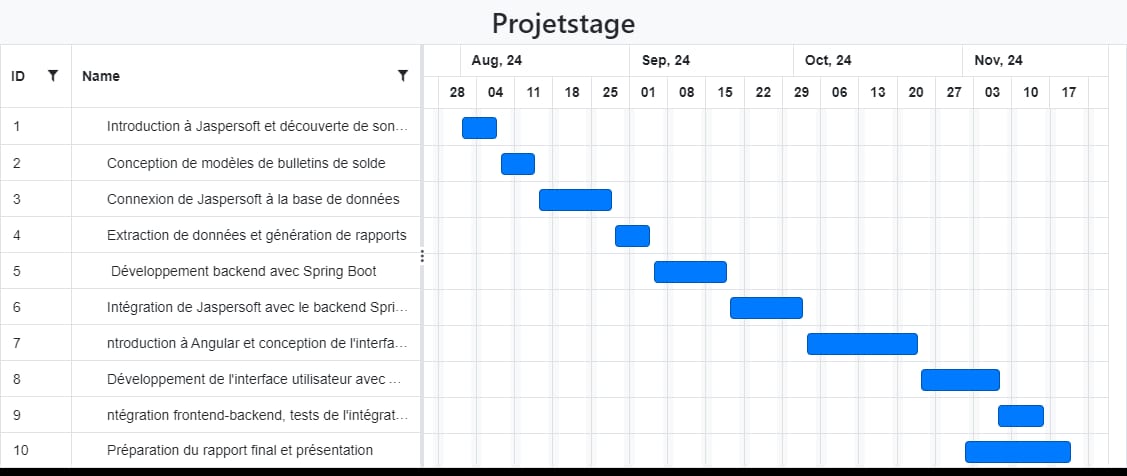 Projetstage
ID Name
Aug, 24 Sep, 24 Oct, 24 Nov, 24
28 04 11 18 25 01 08 15 22 29 06 13 20 27 03 10 17
1 Introduction à Jaspersoft et découverte de son…
2 Conception de modèles de bulletins de solde
3 Connexion de Jaspersoft à la base de données
4 Extraction de données et génération de rapports
5 Développement backend avec Spring Boot
6 Intégration de Jaspersoft avec le backend Spri…
7 ntroduction à Angular et conception de l'interfa…
8 Développement de l'interface utilisateur avec …
9 ntégration frontend-backend, tests de l'intégrat…
10 Préparation du rapport final et présentation